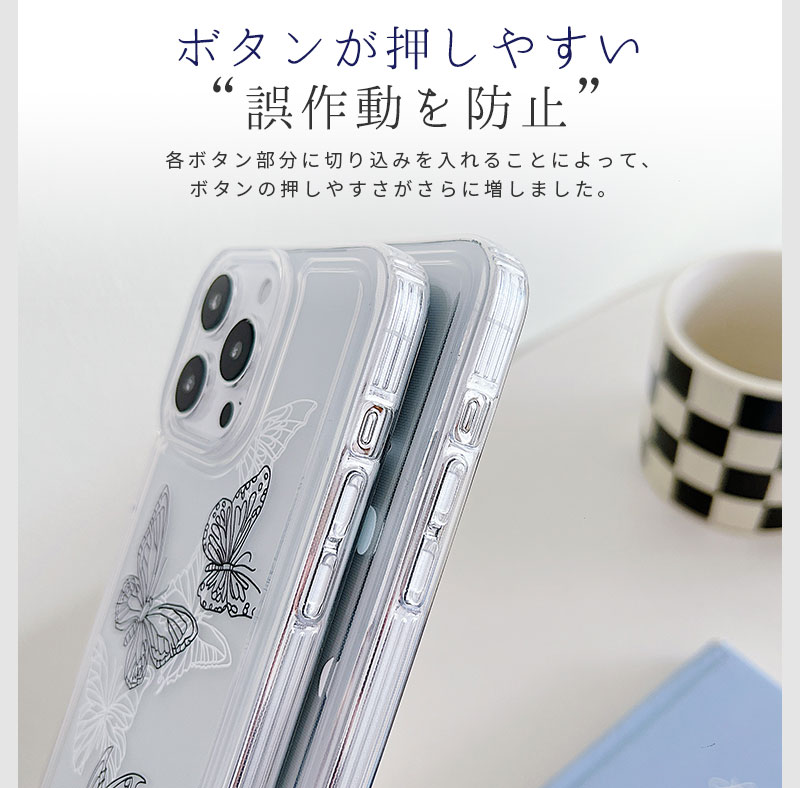 ボタンが押しやすい
“誤作動を防止”
各ボタン部分に切り込みを入れることによって、
ボタンの押しやすさがさらに増しました。